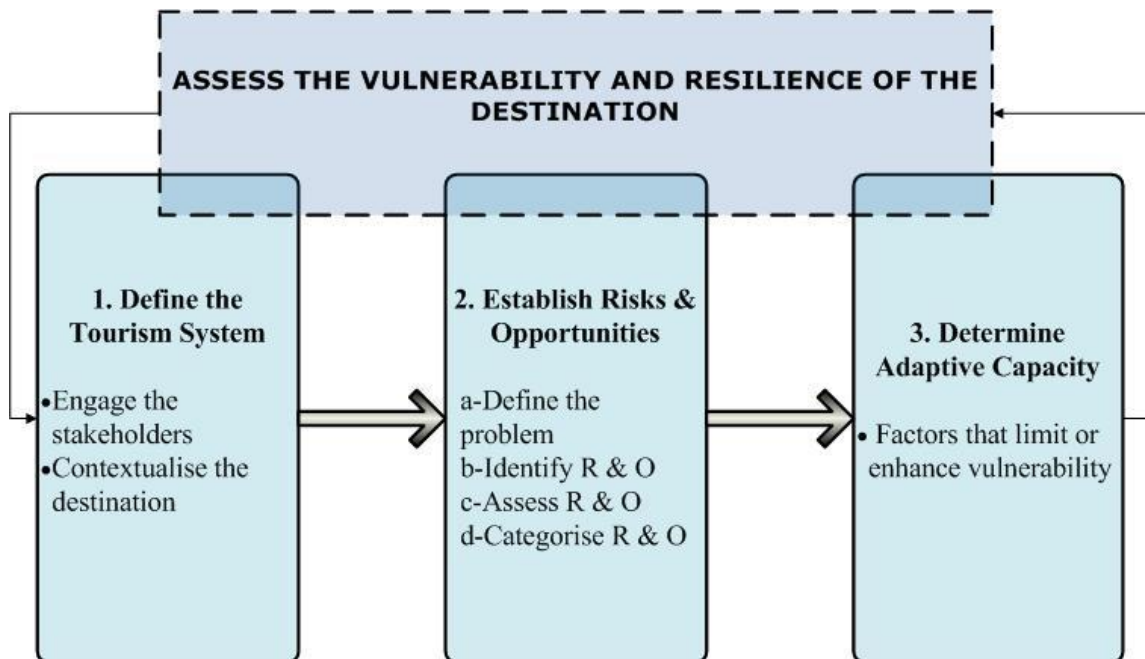 ASSESS THE VULNERABILITY AND RESILIENCE OF THE
DESTINATION
1. Define the
Tourism System
•Engage the
stakeholders
•Contextualise the
destination
2. Establish Risks &
Opportunities
a-Define the
problem
b-Identify R & O
c-Assess R & O
d-Categorise R & O
3. Determine
Adaptive Capacity
• Factors that limit or
enhance vulnerability